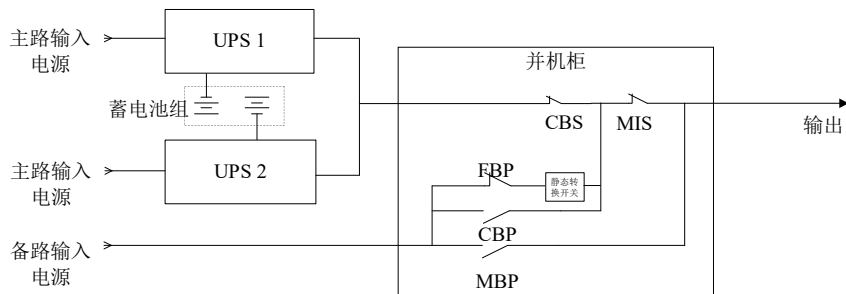 主路输入
电源
UPS 1
并机柜
蓄电池组
CBS
MIS
输出
主路输入
电源
UPS 2
FBP
静态转
换开关
CBP
备路输入
电源
MBP